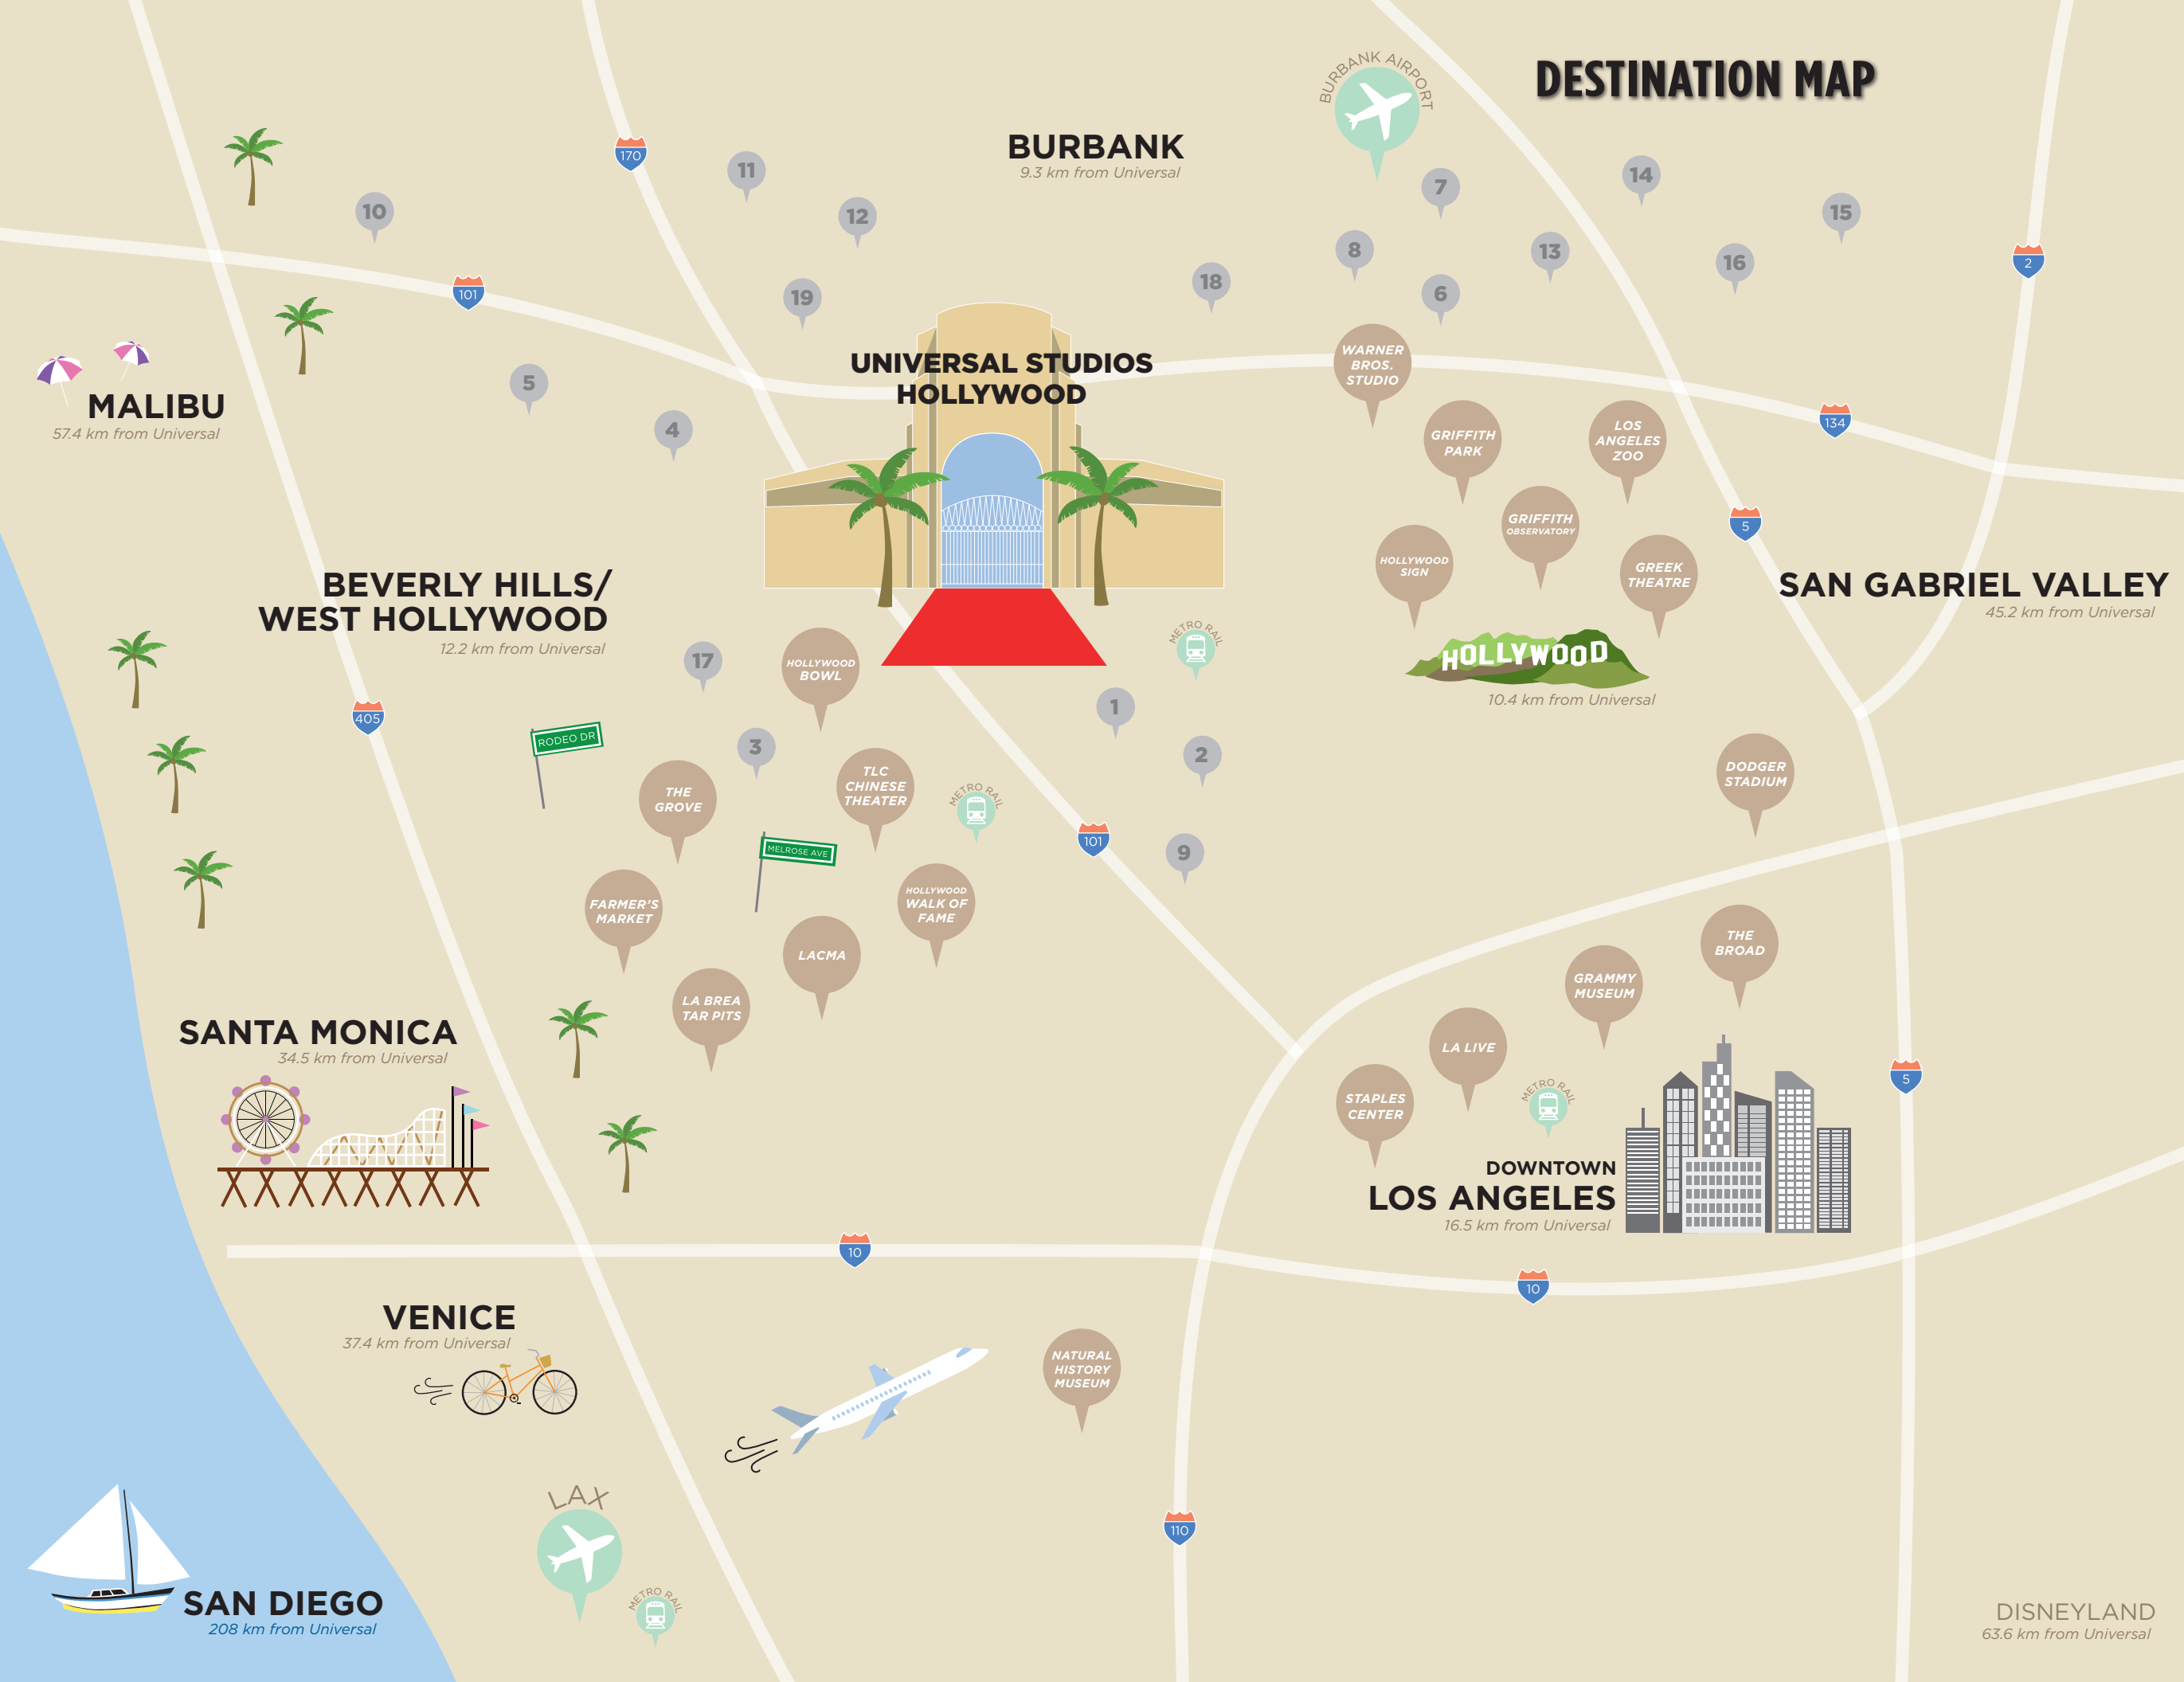 DESTINATION MAP
BURBANK AIRPORT
BURBANK
9.3 km from Universal
170
11
7
14
10
12
15
8
13
16
2
18
6
19
101
UNIVERSAL STUDIOS
HOLLYWOOD
WARNER
BROS.
STUDIO
5
MALIBU
57.4 km from Universal
4
134
GRIFFITH
PARK
LOS
ANGELES
ZOO
5
GRIFFITH
OBSERVATORY
HOLLYWOOD
SIGN
GREEK
THEATRE
BEVERLY HILLS/
WEST HOLLYWOOD
12.2 km from Universal
SAN GABRIEL VALLEY
45.2 km from Universal
METRO RAIL
HOLLYWOOD
10.4 km from Universal
17
HOLLYWOOD
BOWL
405
1
RODEO DR
3
2
TLC
CHINESE
THEATER
DODGER
STADIUM
THE
GROVE
METRO RAIL
101
MELROSE AVE
9
FARMER'S
MARKET
HOLLYWOOD
WALK OF
FAME
LACMA
THE
BROAD
GRAMMY
MUSEUM
LA BREA
TAR PITS
SANTA MONICA
34.5 km from Universal
LA LIVE
5
STAPLES
CENTER
METRO RAIL
DOWNTOWN
LOS ANGELES
16.5 km from Universal
10
10
VENICE
37.4 km from Universal
NATURAL
HISTORY
MUSEUM
LAX
110
METRO RAIL
SAN DIEGO
208 km from Universal
DISNEYLAND
63.6 km from Universal